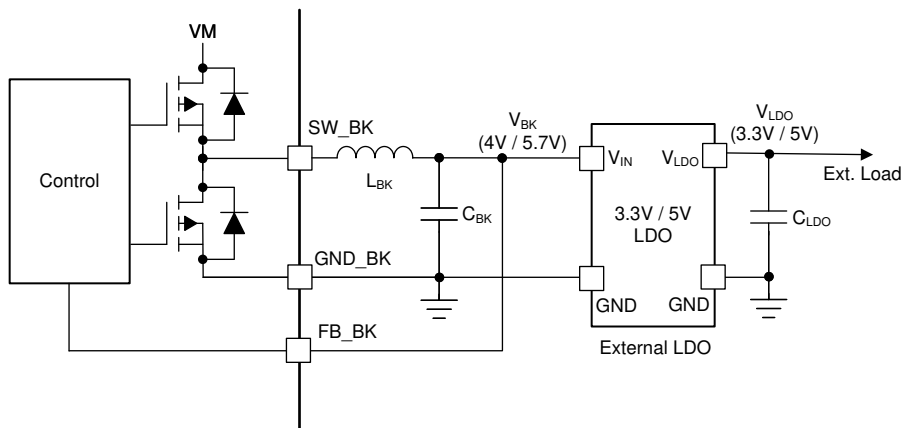 VM
Control
SW_BK
L_BK
C_BK
V_BK
(4V / 5.7V)
GND_BK
FB_BK
V_IN
V_LDO
3.3V / 5V
LDO
GND
GND
External LDO
V_LDO
(3.3V / 5V)
Ext. Load
C_LDO